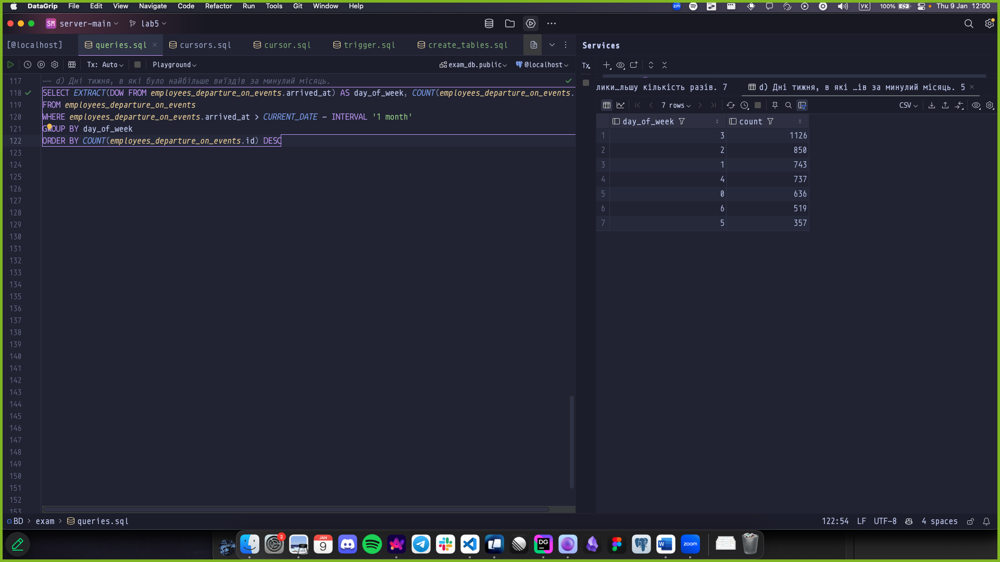 DataGrip File Edit View Navigate Code Refactor Run Tools Git Window Help zm УК 100% Thu 9 Jan 12:00
SM server-main lab5
[@localhost] queries.sql cursors.sql cursor.sql trigger.sql create_tables.sql
Tx: Auto Playground exam_db.public @localhost
117 -- d) Дні тижня, в які було найбільше виїздів за минулий місяць.
118 SELECT EXTRACT(DOW FROM employees_departure_on_events.arrived_at) AS day_of_week, COUNT(employees_departure_on_events.
119 FROM employees_departure_on_events
120 WHERE employees_departure_on_events.arrived_at > CURRENT_DATE - INTERVAL '1 month'
121 GROUP BY day_of_week
122 ORDER BY COUNT(employees_departure_on_events.id) DESC
123
124
125
126
127
128
129
130
131
132
133
134
135
136
137
138
139
140
141
142
143
144
145
146
147
148
149
150
151
152
153
Services
Tx
лики…льшу кількість разів. 7 d) Дні тижня, в які …ів за минулий місяць. 5
7 rows CSV
day_of_week count
1 3 1126
2 2 850
3 1 743
4 4 737
5 0 636
6 6 519
7 5 357
BD > exam > queries.sql 122:54 LF UTF-8 4 spaces
2 JAN 9 DG W zoom